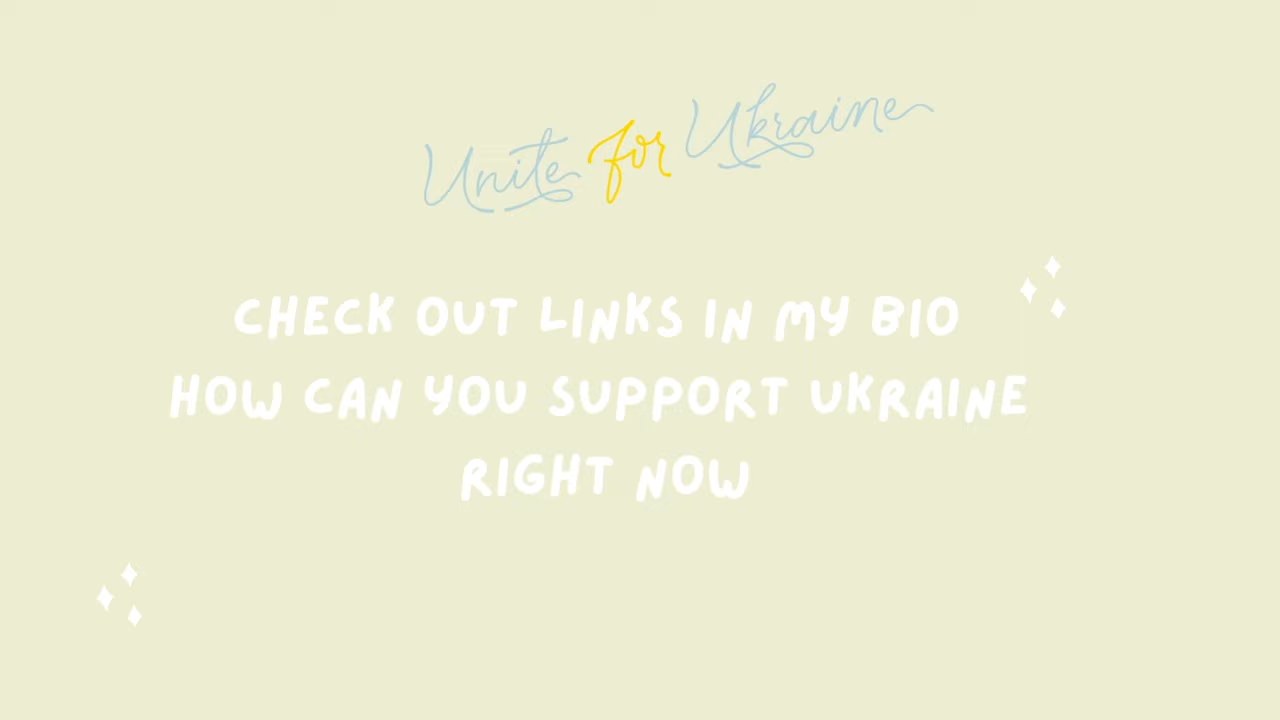 Unite for Ukraine
CHECK OUT LINKS IN MY BIO
HOW CAN YOU SUPPORT UKRAINE
RIGHT NOW